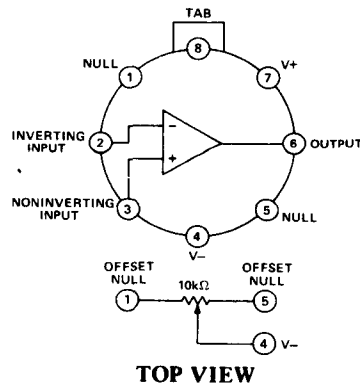 TAB
8
NULL
1
7
V+
INVERTING
INPUT
2
−
+
6
OUTPUT
NONINVERTING
INPUT
3
5
NULL
4
V−
OFFSET
NULL
OFFSET
NULL
1
10kΩ
5
4
V−
TOP VIEW